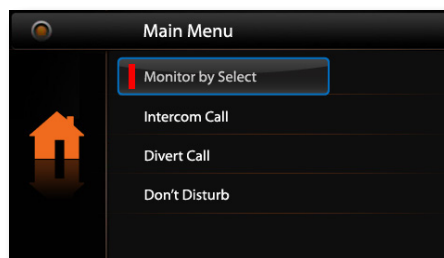 Main Menu
Monitor by Select
Intercom Call
Divert Call
Don't Disturb